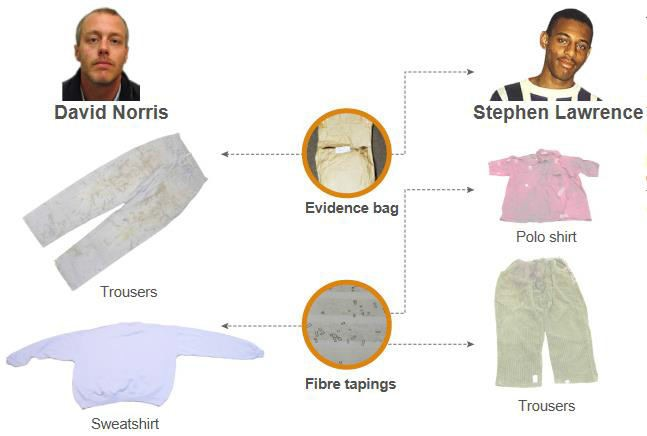 David Norris
Stephen Lawrence
Evidence bag
Polo shirt
Trousers
Fibre tapings
Trousers
Sweatshirt